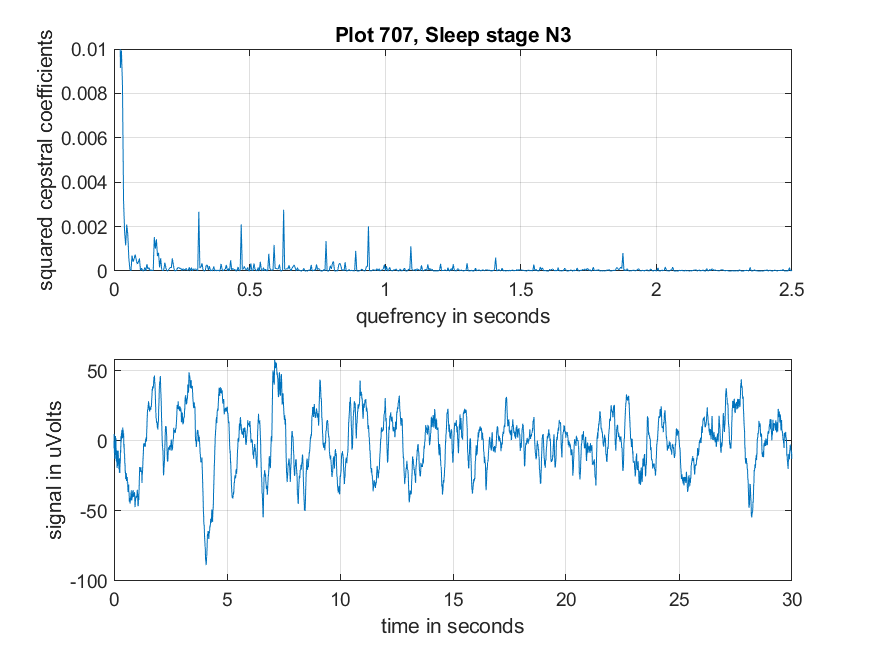 Plot 707, Sleep stage N3
squared cepstral coefficients
0.01
0.008
0.006
0.004
0.002
0
0 0.5 1 1.5 2 2.5
quefrency in seconds
signal in uVolts
50
0
-50
-100
0 5 10 15 20 25 30
time in seconds